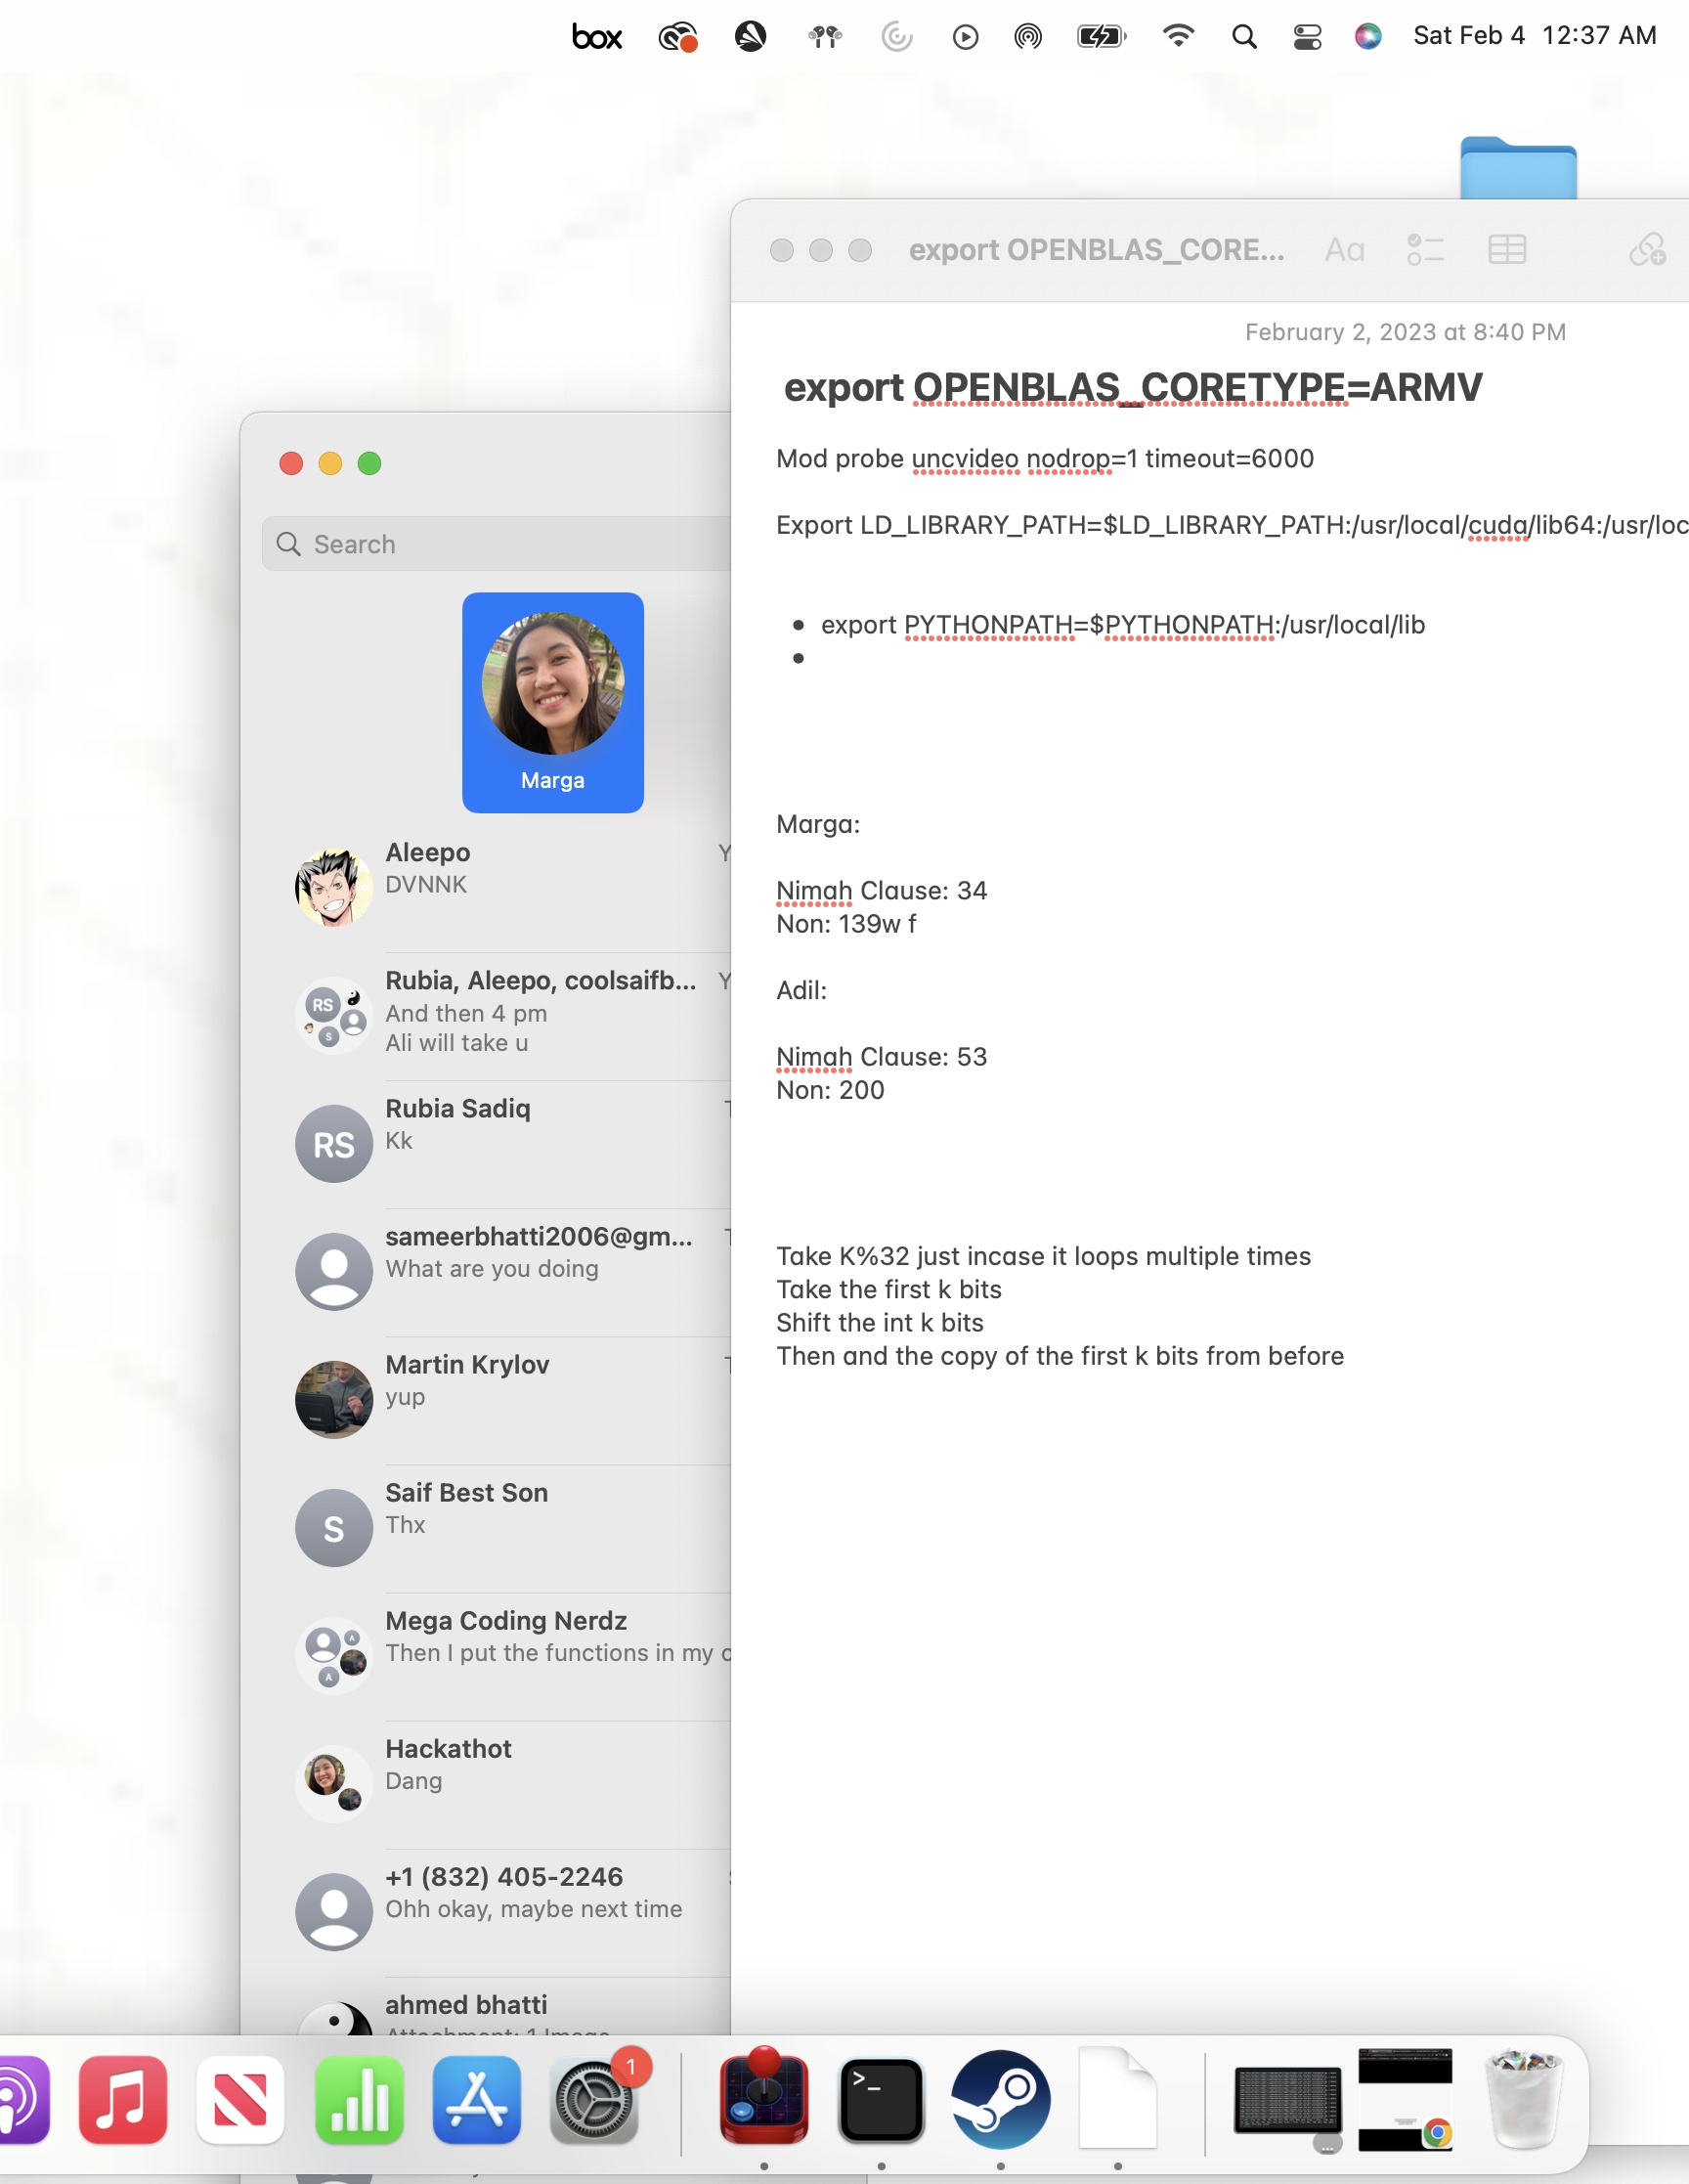 box
Sat Feb 4 12:37 AM
export OPENBLAS_CORE...
Aa
February 2, 2023 at 8:40 PM
export OPENBLAS_CORETYPE=ARMV
Mod probe uncvideo nodrop=1 timeout=6000
Export LD_LIBRARY_PATH=$LD_LIBRARY_PATH:/usr/local/cuda/lib64:/usr/loc
• export PYTHONPATH=$PYTHONPATH:/usr/local/lib
•
Marga:
Nimah Clause: 34
Non: 139w f
Adil:
Nimah Clause: 53
Non: 200
Take K%32 just incase it loops multiple times
Take the first k bits
Shift the int k bits
Then and the copy of the first k bits from before
Search
Marga
Aleepo
Y
DVNNK
Rubia, Aleepo, coolsaifb...
Y
RS
S
And then 4 pm
Ali will take u
RS
Rubia Sadiq
Kk
sameerbhatti2006@gm...
What are you doing
Martin Krylov
yup
S
Saif Best Son
Thx
A
A
Mega Coding Nerdz
Then I put the functions in my c
Hackathot
Dang
+1 (832) 405-2246
Ohh okay, maybe next time
ahmed bhatti
Attachment: 1 Image
1
>_